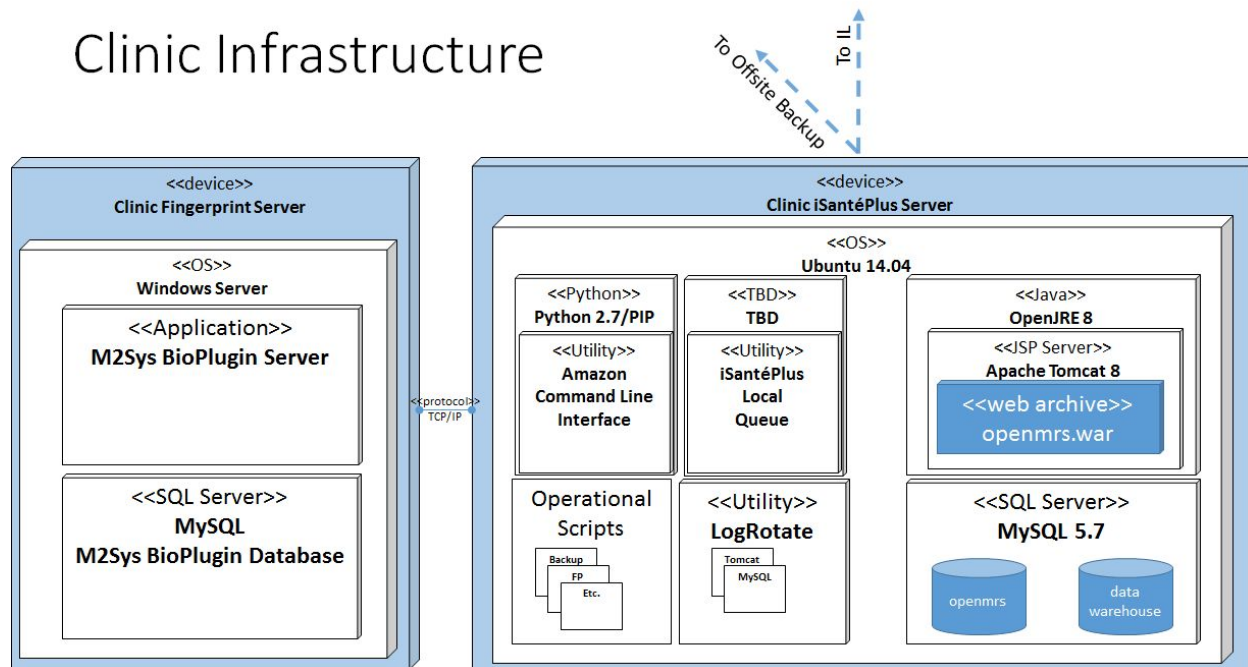 Clinic Infrastructure
To Offsite Backup
To IL
<<device>>
Clinic Fingerprint Server
<<OS>>
Windows Server
<<Application>>
M2Sys BioPlugin Server
<<SQL Server>>
MySQL
M2Sys BioPlugin Database
<<protocol>>
TCP/IP
<<device>>
Clinic iSantéPlus Server
<<OS>>
Ubuntu 14.04
<<Python>>
Python 2.7/PIP
<<Utility>>
Amazon
Command Line
Interface
<<TBD>>
TBD
<<Utility>>
iSantéPlus
Local
Queue
<<Java>>
OpenJRE 8
<<JSP Server>>
Apache Tomcat 8
<<web archive>>
openmrs.war
Operational
Scripts
Backup
FP
Etc.
<<Utility>>
LogRotate
Tomcat
MySQL
<<SQL Server>>
MySQL 5.7
openmrs
data
warehouse